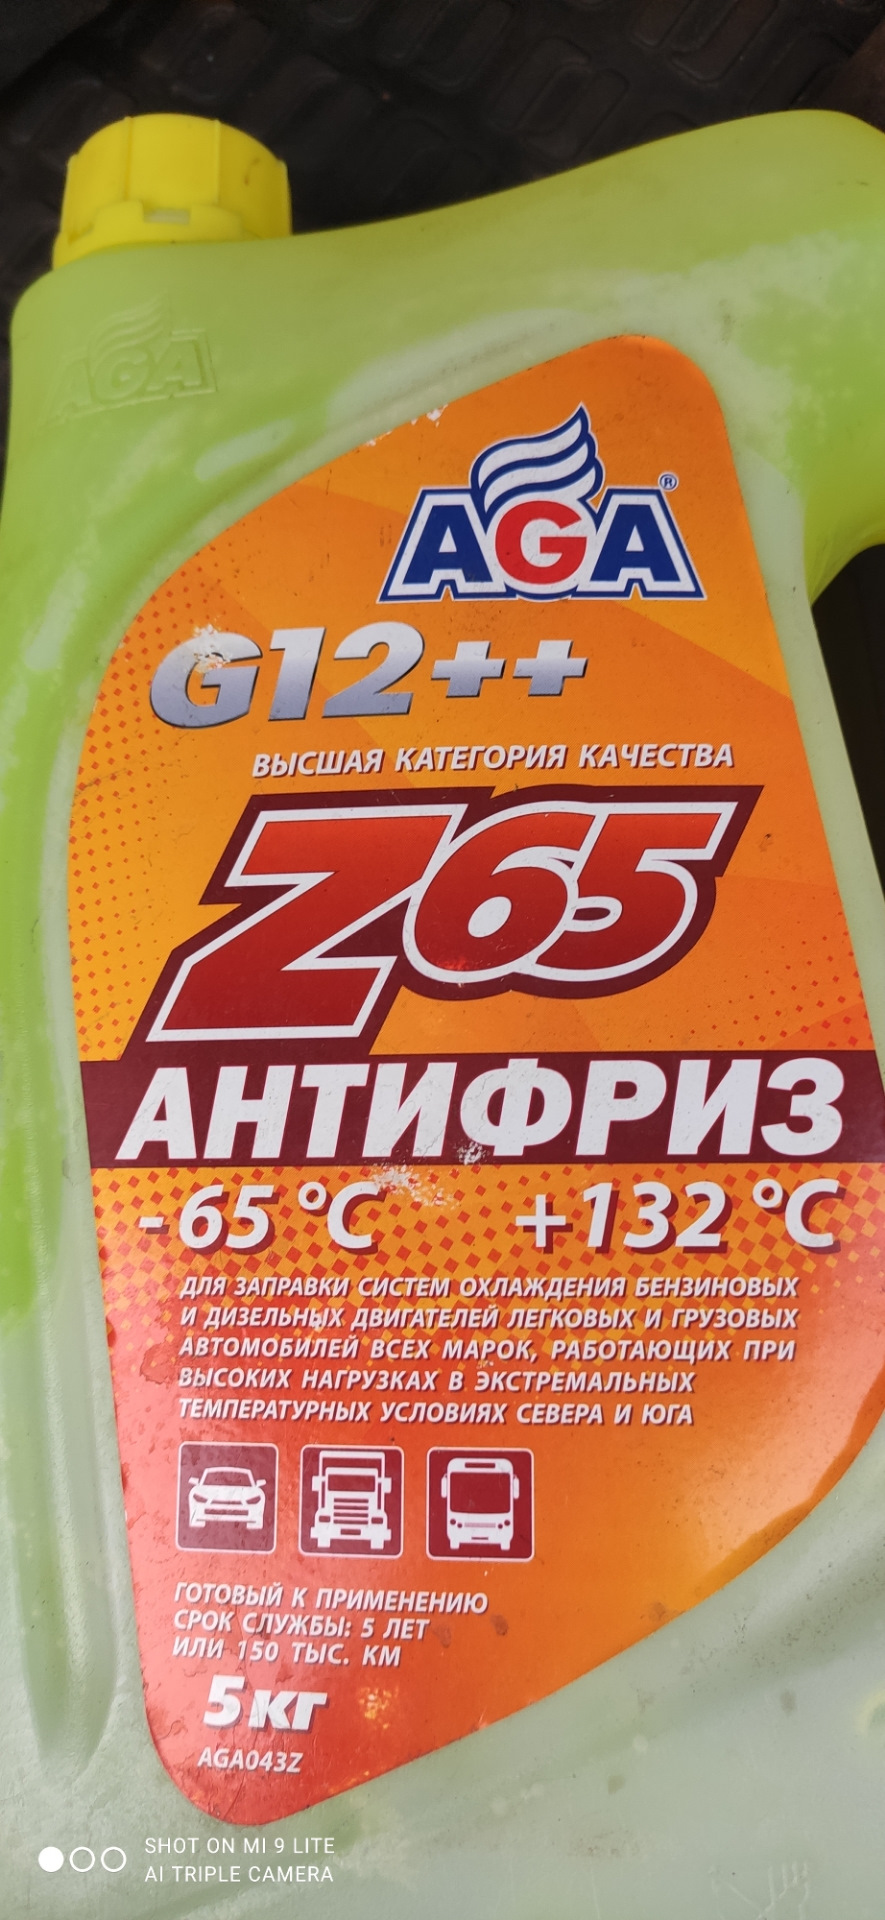 AGA
AGA®
G12++
ВЫСШАЯ КАТЕГОРИЯ КАЧЕСТВА
Z65
АНТИФРИЗ
-65 °C +132 °C
ДЛЯ ЗАПРАВКИ СИСТЕМ ОХЛАЖДЕНИЯ БЕНЗИНОВЫХ
И ДИЗЕЛЬНЫХ ДВИГАТЕЛЕЙ ЛЕГКОВЫХ И ГРУЗОВЫХ
АВТОМОБИЛЕЙ ВСЕХ МАРОК, РАБОТАЮЩИХ ПРИ
ВЫСОКИХ НАГРУЗКАХ В ЭКСТРЕМАЛЬНЫХ
ТЕМПЕРАТУРНЫХ УСЛОВИЯХ СЕВЕРА И ЮГА
ГОТОВЫЙ К ПРИМЕНЕНИЮ
СРОК СЛУЖБЫ: 5 ЛЕТ
ИЛИ 150 ТЫС. КМ
5 КГ
AGA043Z
SHOT ON MI 9 LITE
AI TRIPLE CAMERA